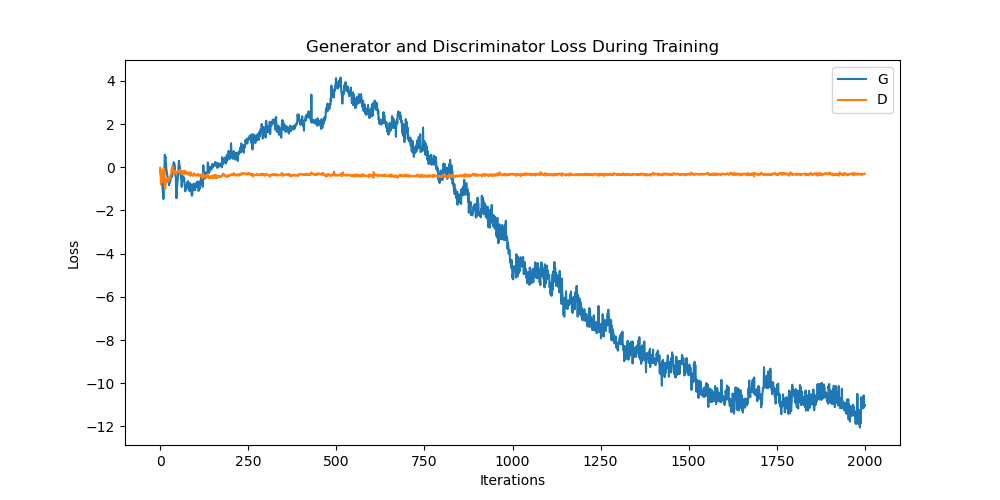 Generator and Discriminator Loss During Training
G
D
4
2
0
−2
−4
−6
−8
−10
−12
Loss
0 250 500 750 1000 1250 1500 1750 2000
Iterations